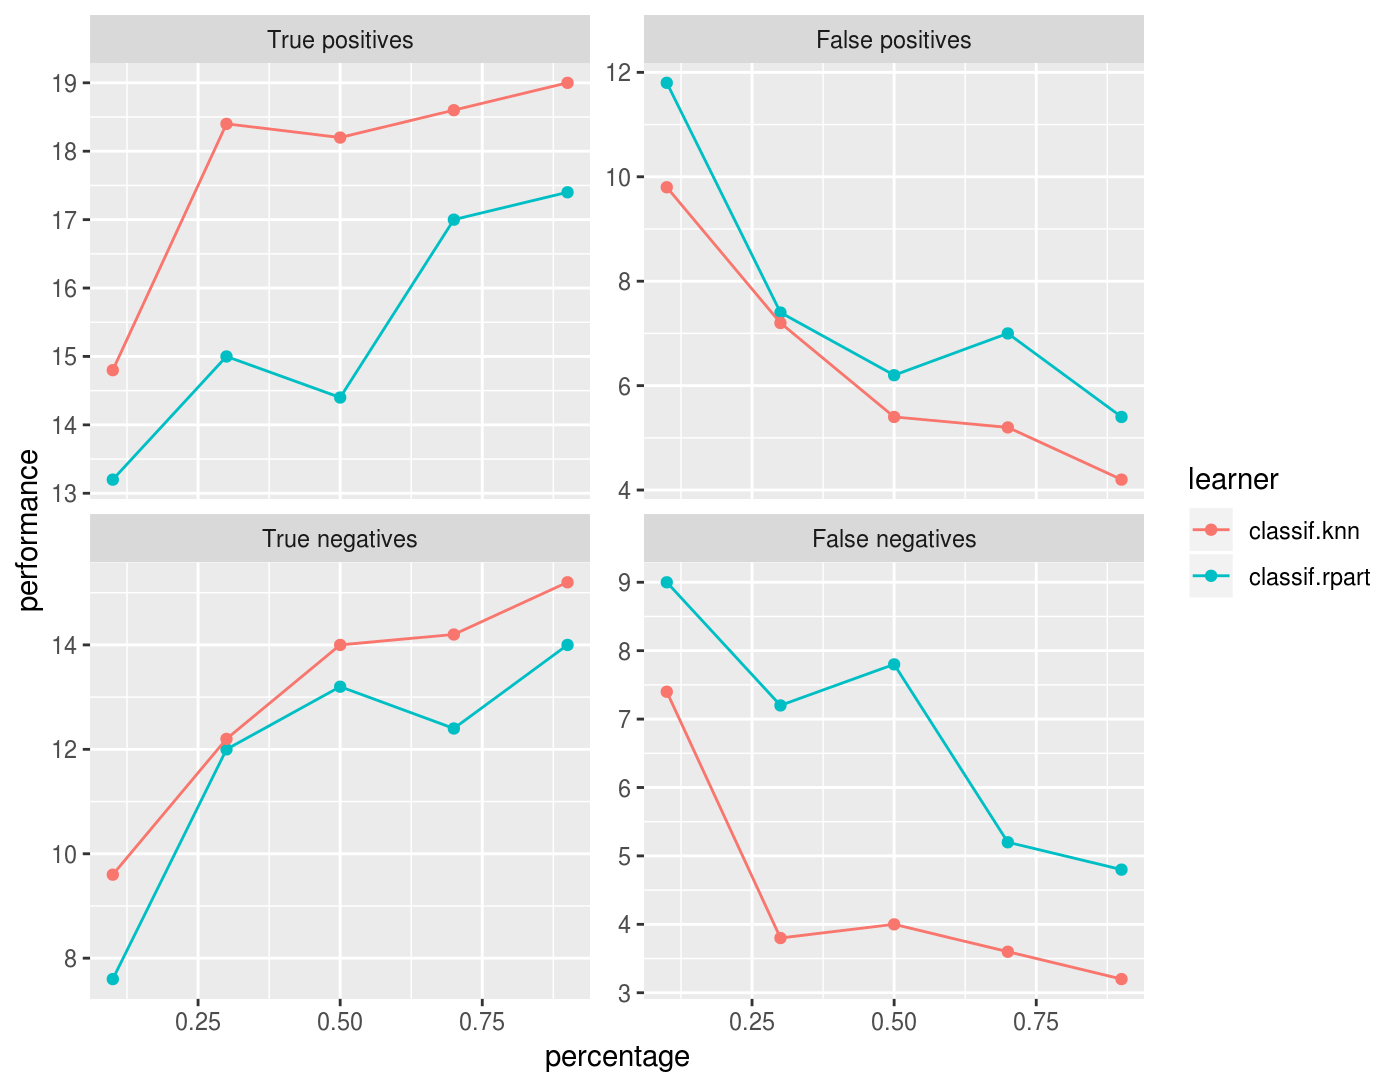 True positives
False positives
19
18
17
16
15
14
13
12
10
8
6
4
performance
True negatives
False negatives
14
12
10
8
9
8
7
6
5
4
3
0.25 0.50 0.75
0.25 0.50 0.75
percentage
learner
classif.knn
classif.rpart